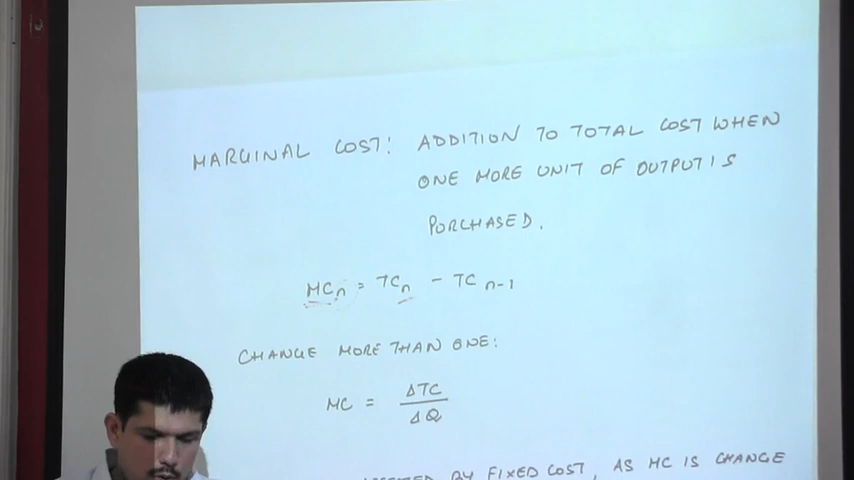 MARGINAL COST: ADDITION TO TOTAL COST WHEN
ONE MORE UNIT OF OUTPUT IS
PURCHASED.
MCn = TCn - TC n-1
CHANGE MORE THAN ONE:
MC = ΔTC / ΔQ
BY FIXED COST, AS MC IS CHANGE